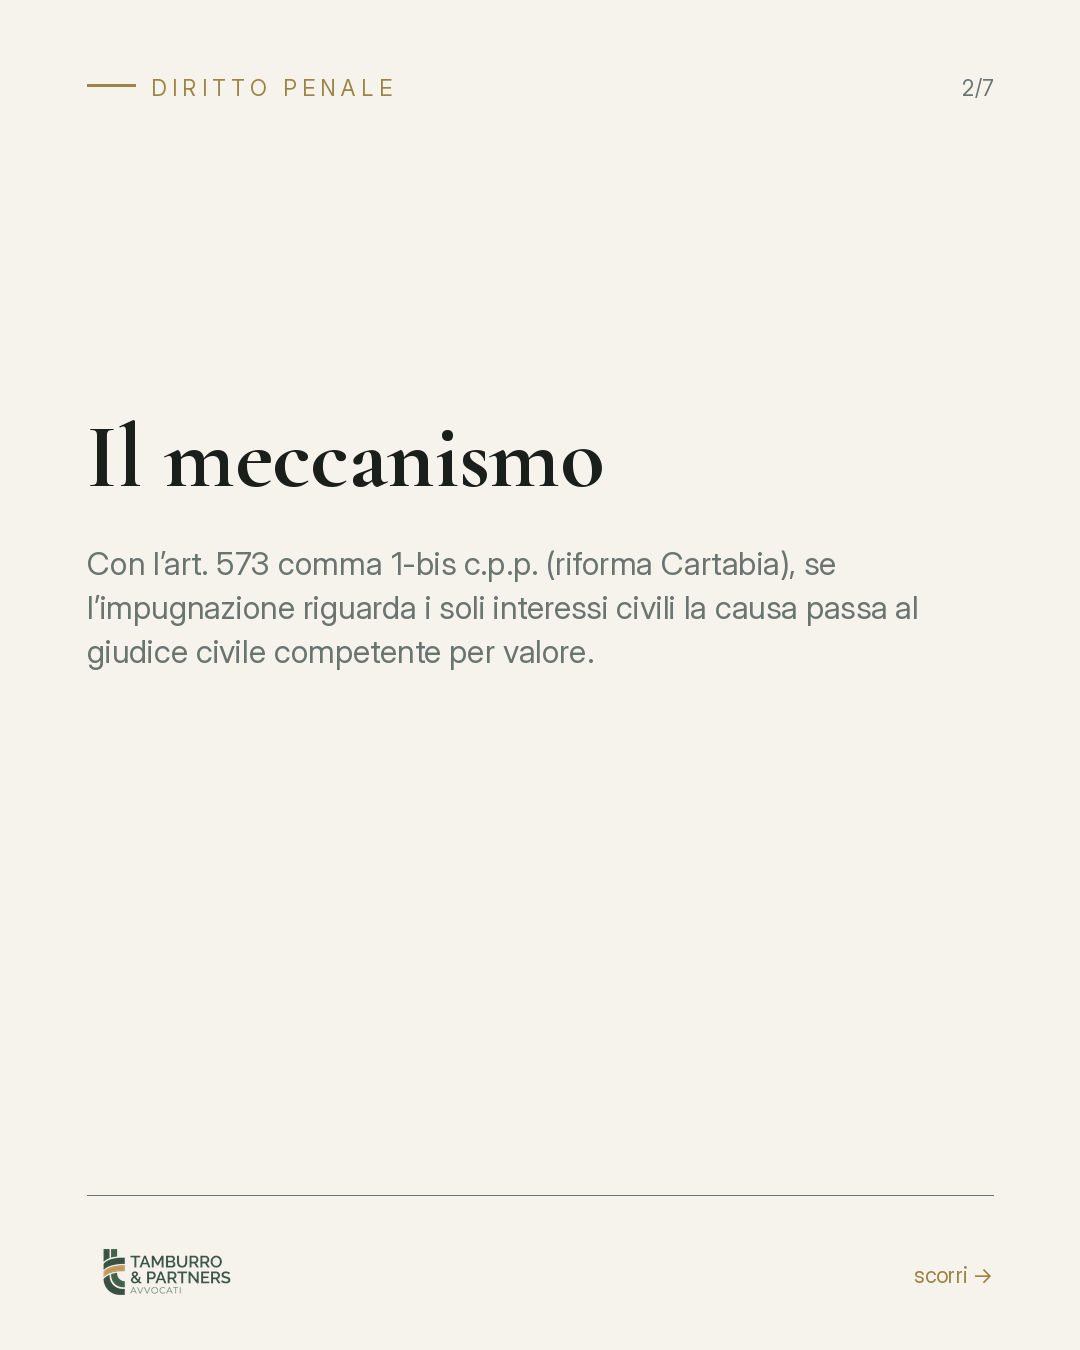 DIRITTO PENALE
2/7
Il meccanismo
Con l’art. 573 comma 1-bis c.p.p. (riforma Cartabia), se
l’impugnazione riguarda i soli interessi civili la causa passa al
giudice civile competente per valore.
TAMBURRO
& PARTNERS
AVVOCATI
scorri →